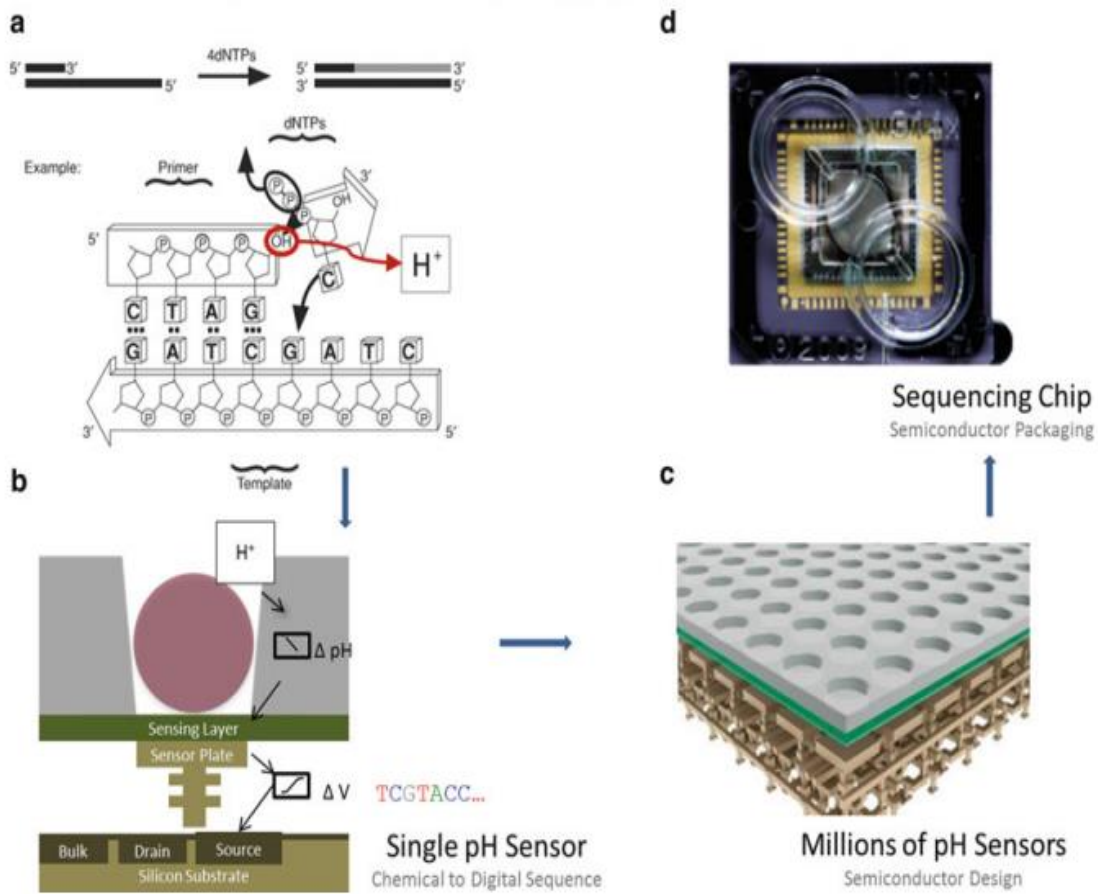 a
4dNTPs
5′ 3′
5′
5′ 3′
3′ 5′
dNTPs
Example:
Primer
3′
P P P OH
5′ P P P OH
H⁺
C
C T A G
G A T C G A T C
P P P P P P P P
3′ 5′
Template
b
H⁺
Δ pH
Sensing Layer
Sensor Plate
Δ V
TCGTACC...
Bulk Drain Source
Silicon Substrate
Single pH Sensor
Chemical to Digital Sequence
c
Millions of pH Sensors
Semiconductor Design
d
ION
©2009
Sequencing Chip
Semiconductor Packaging